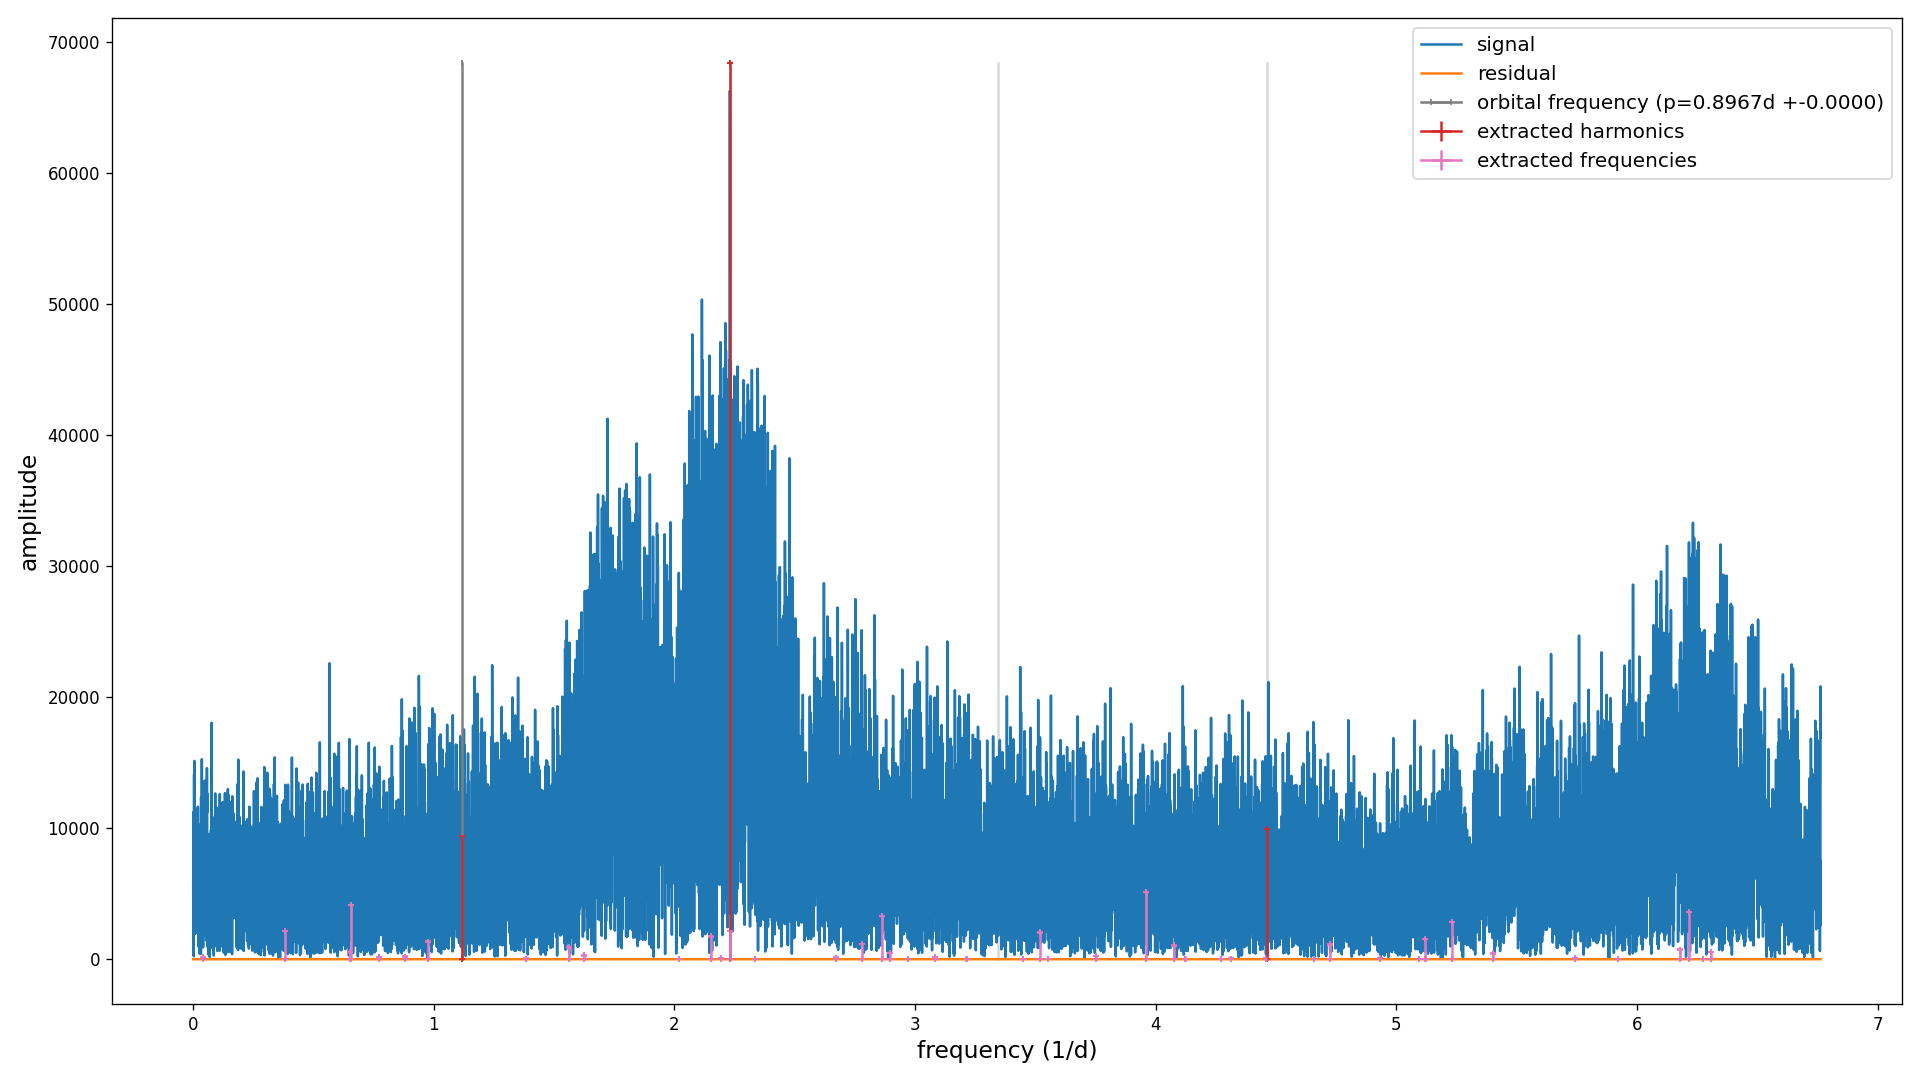 signal
residual
orbital frequency (p=0.8967d +-0.0000)
extracted harmonics
extracted frequencies
70000
60000
50000
40000
30000
20000
10000
0
amplitude
0 1 2 3 4 5 6 7
frequency (1/d)